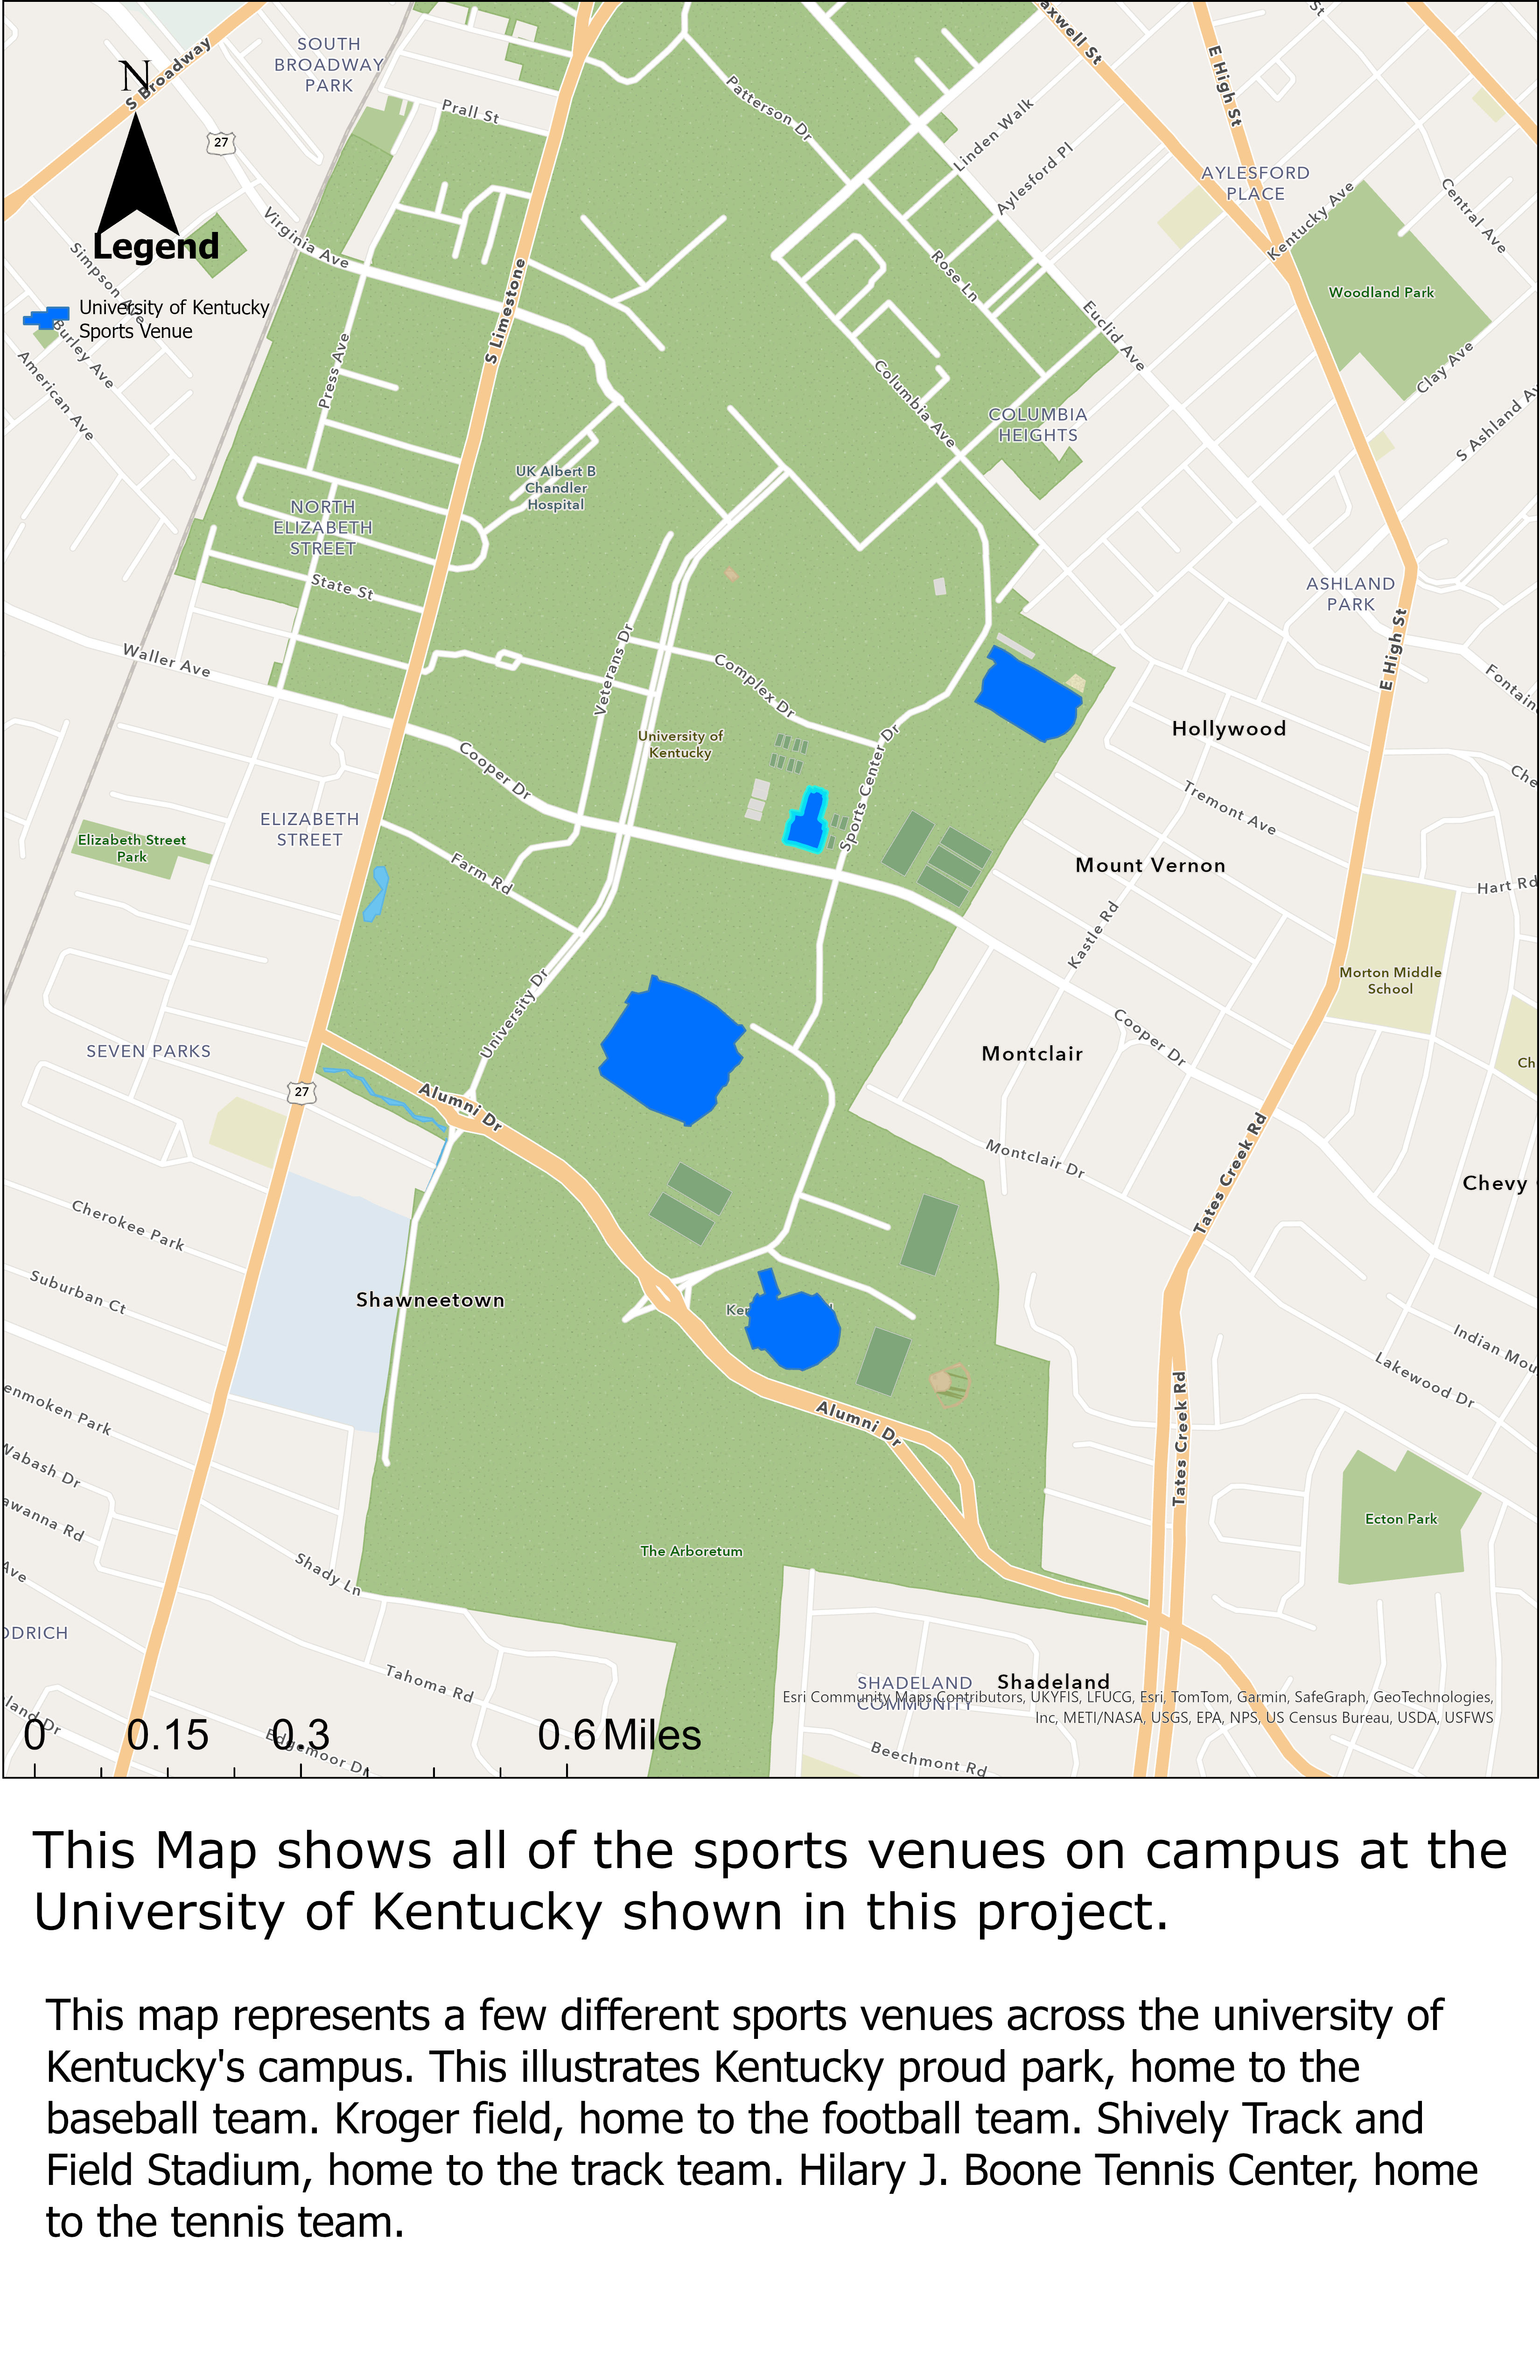 SOUTH
BROADWAY
PARK
S Broadway
N
27
Legend
University of Kentucky
Sports Venue
Simpson Ave
Burley Ave
American Ave
Virginia Ave
Prall St
Press Ave
S Limestone
Patterson Dr
axwell St
E High St
St
Linden Walk
Aylesford Pl
AYLESFORD
PLACE
Kentucky Ave
Central Ave
Woodland Park
Rose Ln
Euclid Ave
Clay Ave
S Ashland Av
Columbia Ave
COLUMBIA
HEIGHTS
UK Albert B
Chandler
Hospital
NORTH
ELIZABETH
STREET
State St
ASHLAND
PARK
E High St
Waller Ave
Veterans Dr
Complex Dr
Fontain
University of
Kentucky
Hollywood
Cooper Dr
Sports Center Dr
Che
Tremont Ave
ELIZABETH
STREET
Elizabeth Street
Park
Farm Rd
Mount Vernon
Hart Rd
Kastle Rd
Morton Middle
School
University Dr
Cooper Dr
SEVEN PARKS
Montclair
Ch
27
Alumni Dr
Montclair Dr
Tates Creek Rd
Chevy
Cherokee Park
Suburban Ct
Shawneetown
Ker
Indian Mou
Lakewood Dr
enmoken Park
Alumni Dr
Tates Creek Rd
Wabash Dr
awanna Rd
Ecton Park
The Arboretum
Ave
Shady Ln
DRICH
Tahoma Rd
SHADELAND
COMMUNITY
Shadeland
Esri Community Maps Contributors, UKYFIS, LFUCG, Esri, TomTom, Garmin, SafeGraph, GeoTechnologies,
Inc, METI/NASA, USGS, EPA, NPS, US Census Bureau, USDA, USFWS
land Dr
0 0.15 0.3 0.6 Miles
Edgemoor Dr
Beechmont Rd
This Map shows all of the sports venues on campus at the
University of Kentucky shown in this project.
This map represents a few different sports venues across the university of
Kentucky's campus. This illustrates Kentucky proud park, home to the
baseball team. Kroger field, home to the football team. Shively Track and
Field Stadium, home to the track team. Hilary J. Boone Tennis Center, home
to the tennis team.